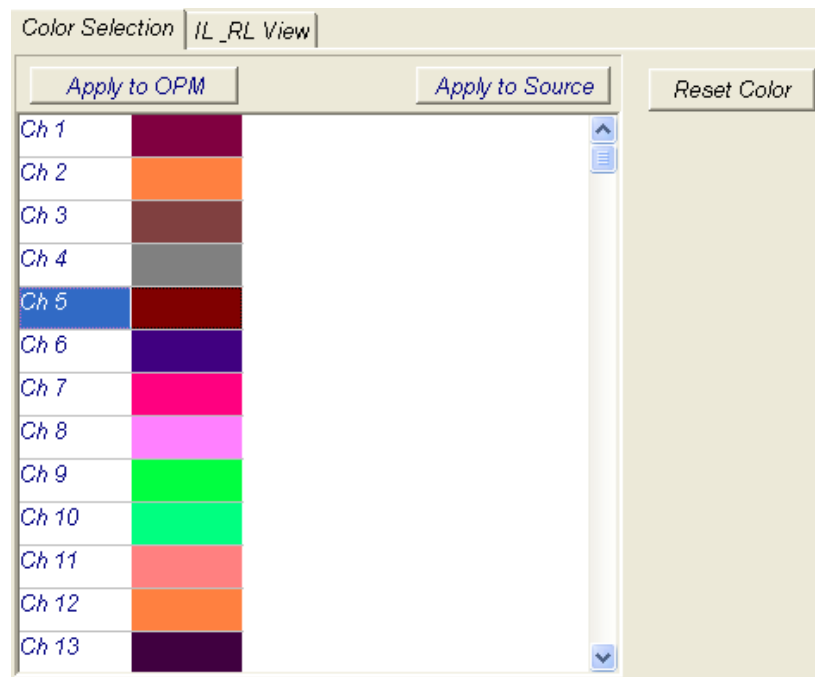 Color Selection IL _RL View
Apply to OPM Apply to Source Reset Color
Ch 1
Ch 2
Ch 3
Ch 4
Ch 5
Ch 6
Ch 7
Ch 8
Ch 9
Ch 10
Ch 11
Ch 12
Ch 13